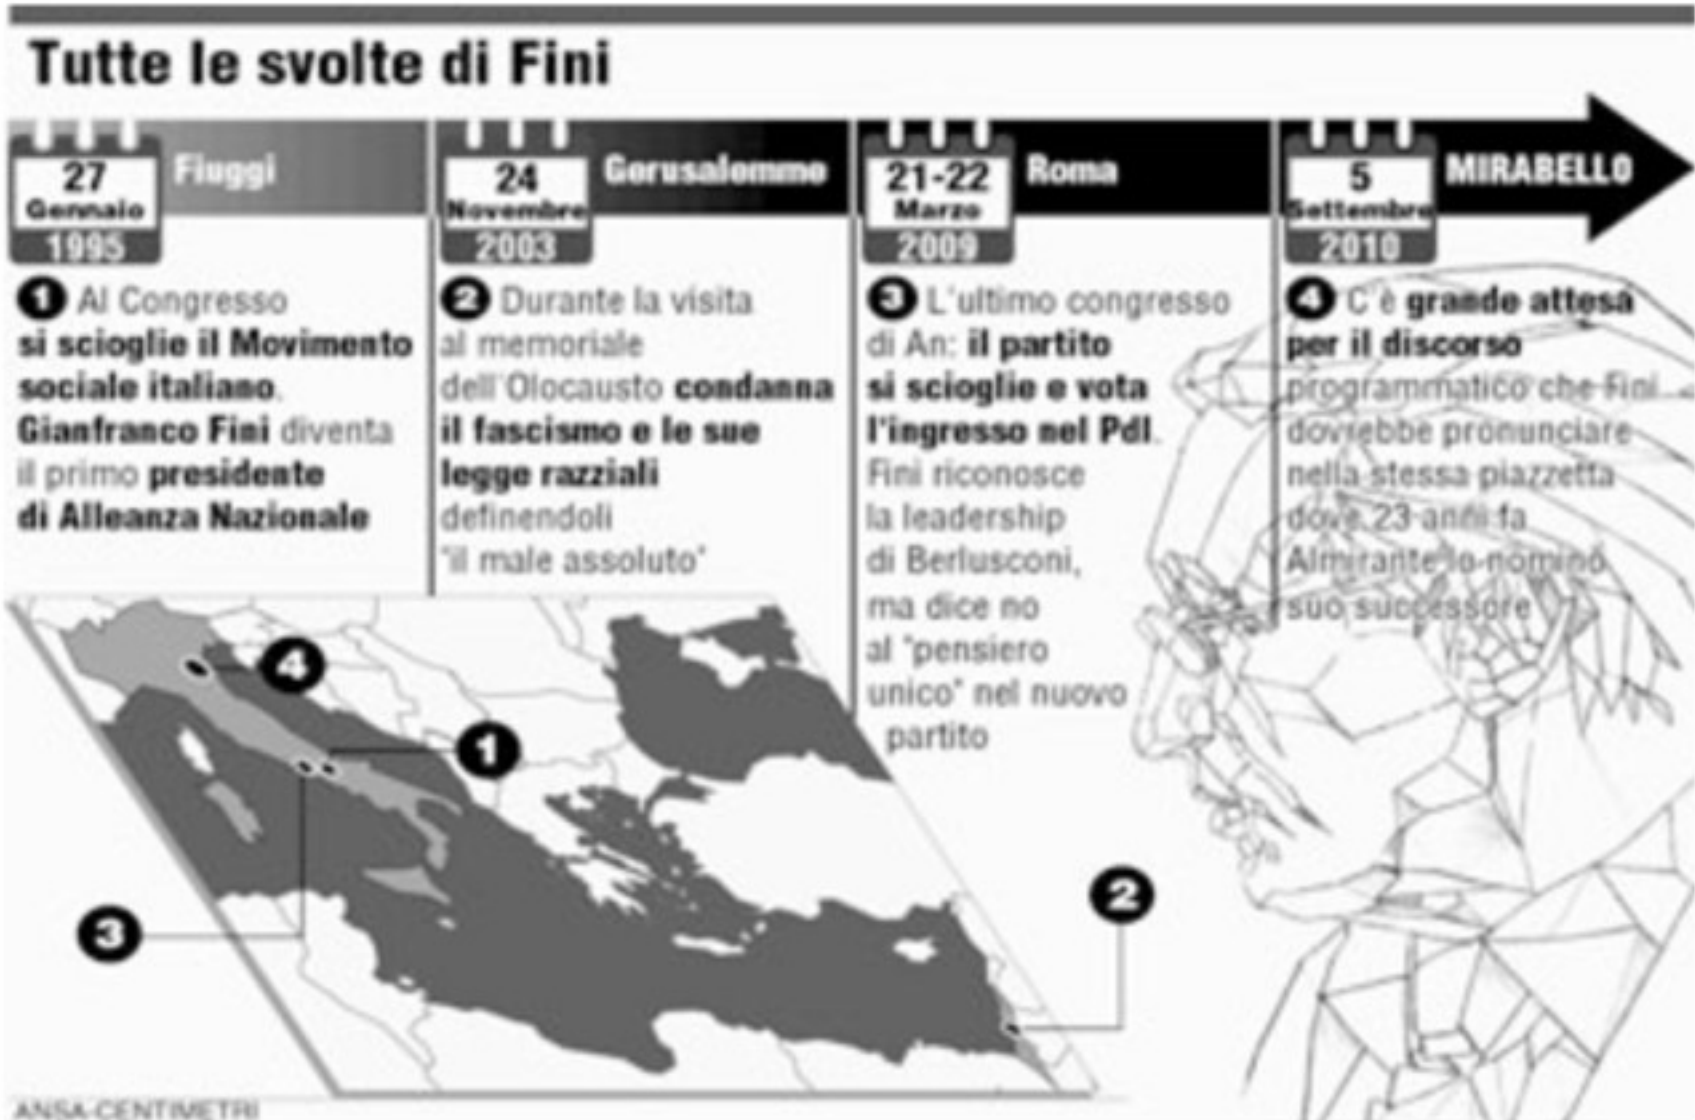 Tutte le svolte di Fini
27
Gennaio
1995
Fiuggi
1 Al Congresso
si scioglie il Movimento
sociale italiano.
Gianfranco Fini diventa
il primo presidente
di Alleanza Nazionale
24
Novembre
2003
Gerusalemme
2 Durante la visita
al memoriale
dell'Olocausto condanna
il fascismo e le sue
legge razziali
definendoli
"il male assoluto"
21-22
Marzo
2009
Roma
3 L'ultimo congresso
di An: il partito
si scioglie e vota
l'ingresso nel Pdl.
Fini riconosce
la leadership
di Berlusconi,
ma dice no
al "pensiero
unico" nel nuovo
partito
5
Settembre
2010
MIRABELLO
4 C'è grande attesa
per il discorso
programmatico che Fini
dovrebbe pronunciare
nella stessa piazzetta
dove 23 anni fa
Almirante lo nominò
suo successore
4
1
3
2
ANSA-CENTIMETRI